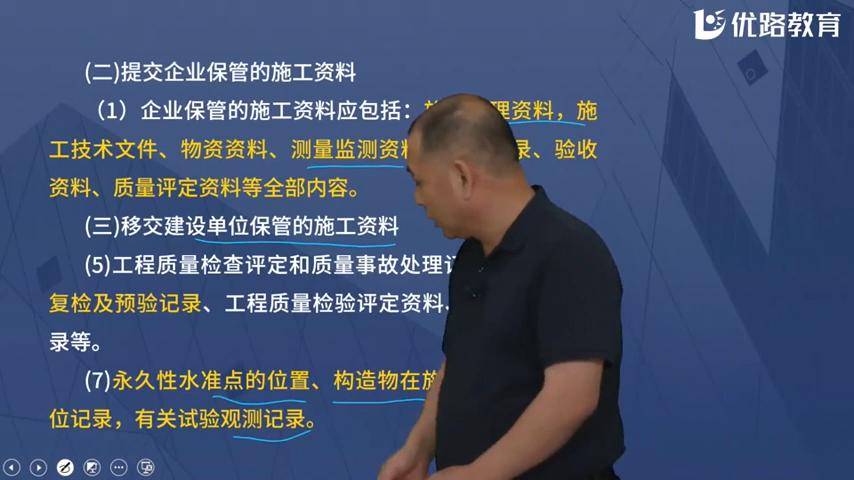 优路教育
(二)提交企业保管的施工资料
（1）企业保管的施工资料应包括：理资料，施
工技术文件、物资资料、测量监测资料录、验收
资料、质量评定资料等全部内容。
(三)移交建设单位保管的施工资料
(5)工程质量检查评定和质量事故处理
复检及预验记录、工程质量检验评定资料、
录等。
(7)永久性水准点的位置、构造物在施
位记录，有关试验观测记录。